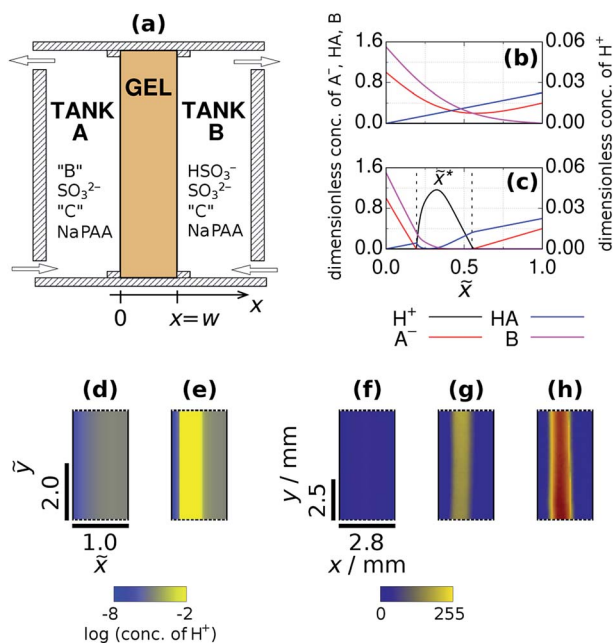 (a)
GEL
TANK
A
TANK
B
"B"
SO₃²⁻
"C"
NaPAA
HSO₃⁻
SO₃²⁻
"C"
NaPAA
0
x=w
x
dimensionless conc. of A⁻, HA, B
dimensionless conc. of H⁺
(b)
1.6
0.8
0.0
0.06
0.03
0.00
(c)
x̃*
1.6
0.8
0.0
0.06
0.03
0.00
0.0
0.5
1.0
x̃
H⁺
HA
A⁻
B
(d)
(e)
(f)
(g)
(h)
ỹ
2.0
1.0
x̃
y / mm
2.5
2.8
x / mm
-8
-2
log (conc. of H⁺)
0
255